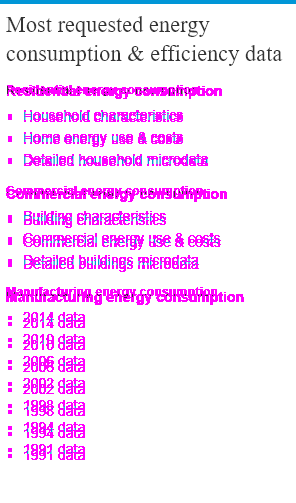 Most requested energy
consumption & efficiency data
Residential energy consumption
Household characteristics
Home energy use & costs
Detailed household microdata
Commercial energy consumption
Building characteristics
Commercial energy use & costs
Detailed buildings microdata
Manufacturing energy consumption
2014 data
2010 data
2006 data
2002 data
1998 data
1994 data
1991 data